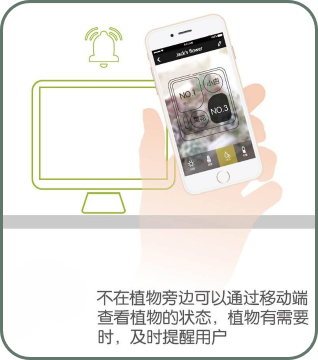 Jack's flower
NO.1
NO.3
不在植物旁边可以通过移动端
查看植物的状态，植物有需要
时，及时提醒用户